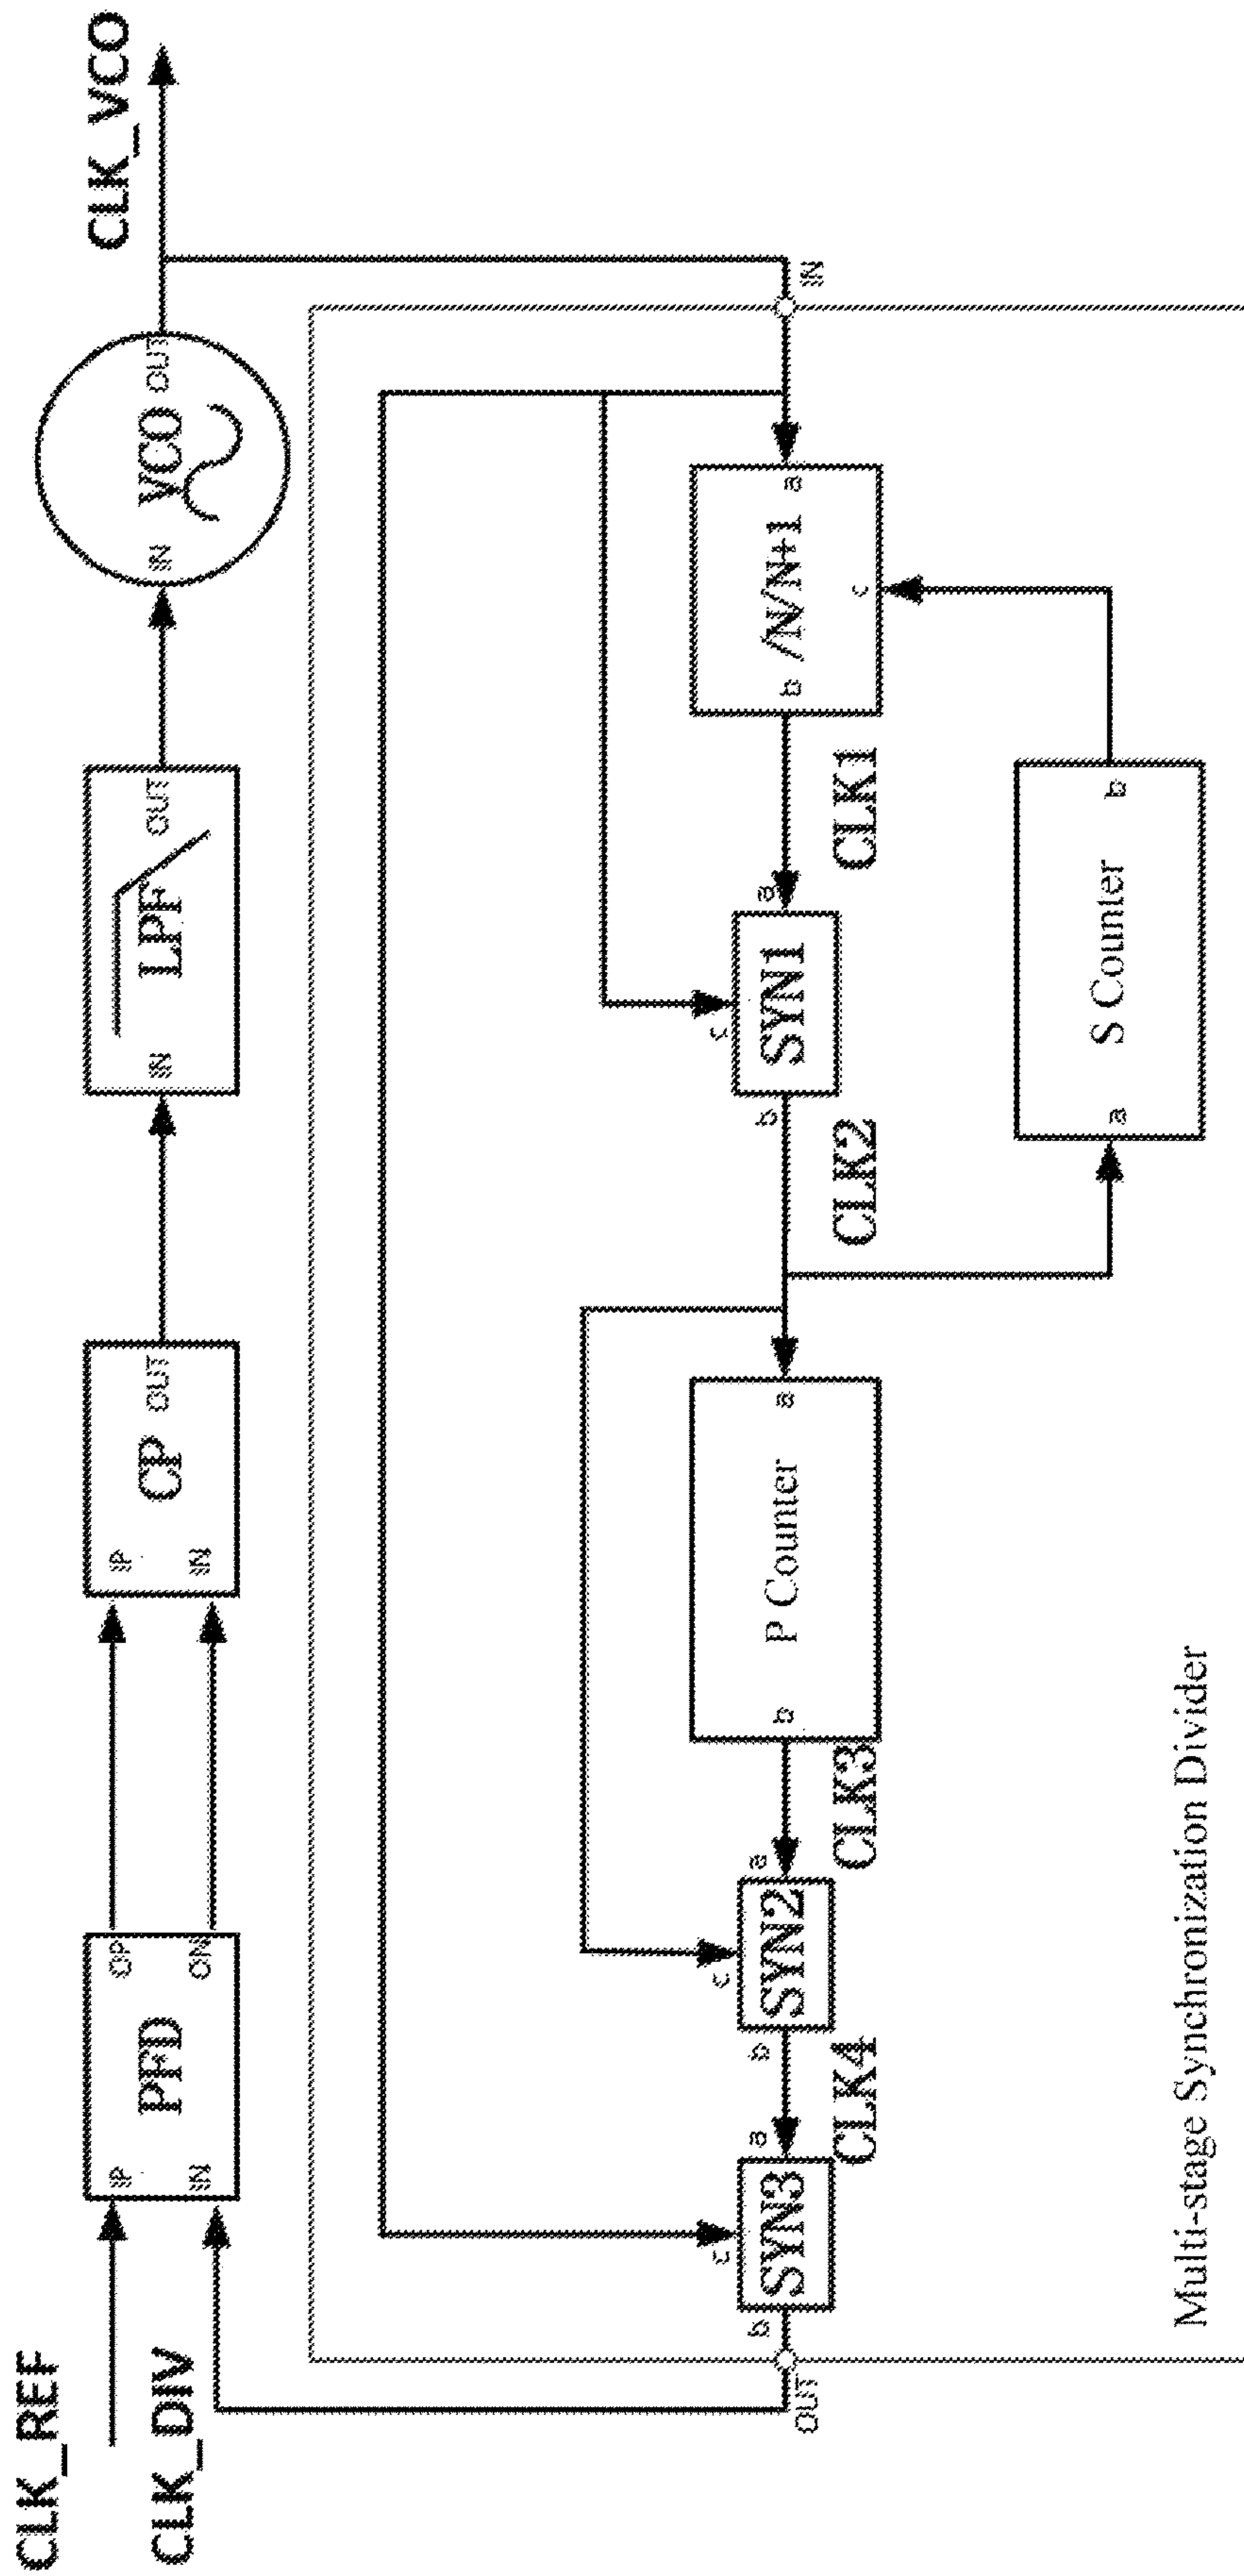 CLK_REF
CLK_DIV
IP
IN
PFD
OP
ON
IP
IN
CP
OUT
IN
LPF
OUT
IN
VCO
OUT
CLK_VCO
IN
a
/N/N+1
b
c
CLK1
a
SYN1
c
b
CLK2
a
S Counter
b
a
P Counter
b
CLK3
a
SYN2
c
b
CLK4
a
SYN3
c
b
OUT
Multi-stage Synchronization Divider